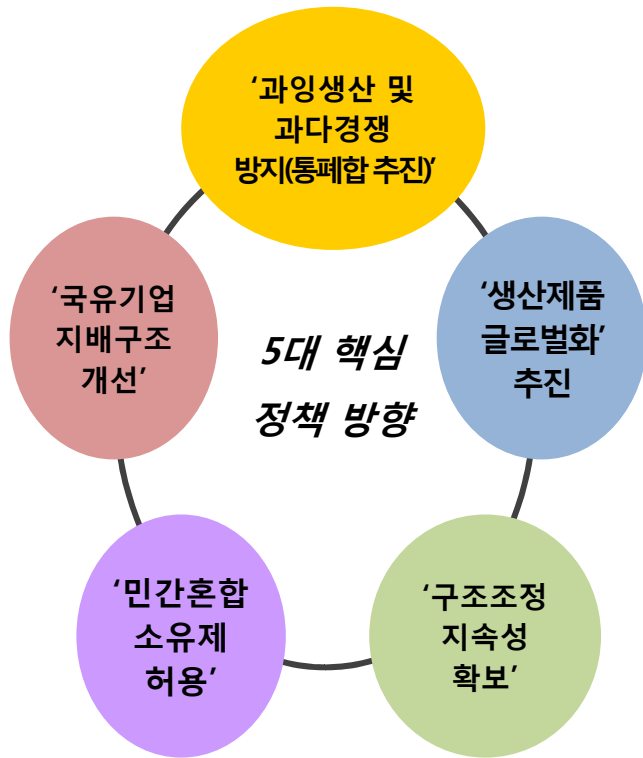 ‘과잉생산 및
과다경쟁
방지(통폐합 추진)’
‘국유기업
지배구조
개선’
5대 핵심
정책 방향
‘생산제품
글로벌화’
추진
‘민간혼합
소유제
허용’
‘구조조정
지속성
확보’